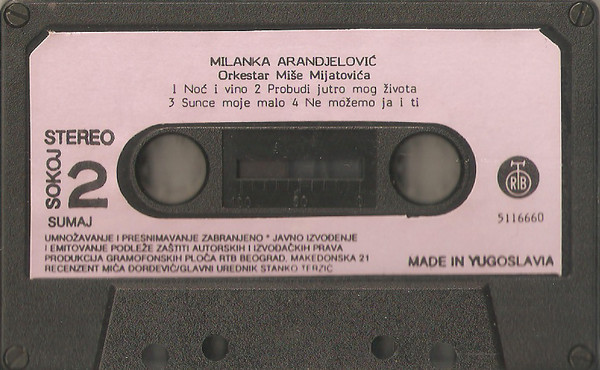 MILANKA ARANDJELOVIĆ
Orkestar Miše Mijatovića
1 Noć i vino 2 Probudi jutro mog života
3 Sunce moje malo 4 Ne možemo ja i ti
STEREO
SOKOJ
2
SUMAJ
RTB
5116660
UMNOŽAVANJE I PRESNIMAVANJE ZABRANJENO * JAVNO IZVOĐENJE
I EMITOVANJE PODLEŽE ZAŠTITI AUTORSKIH I IZVOĐAČKIH PRAVA
PRODUKCIJA GRAMOFONSKIH PLOČA RTB BEOGRAD, MAKEDONSKA 21
RECENZENT MIĆA ĐORĐEVIĆ/GLAVNI UREDNIK STANKO TERZIĆ
MADE IN YUGOSLAVIA